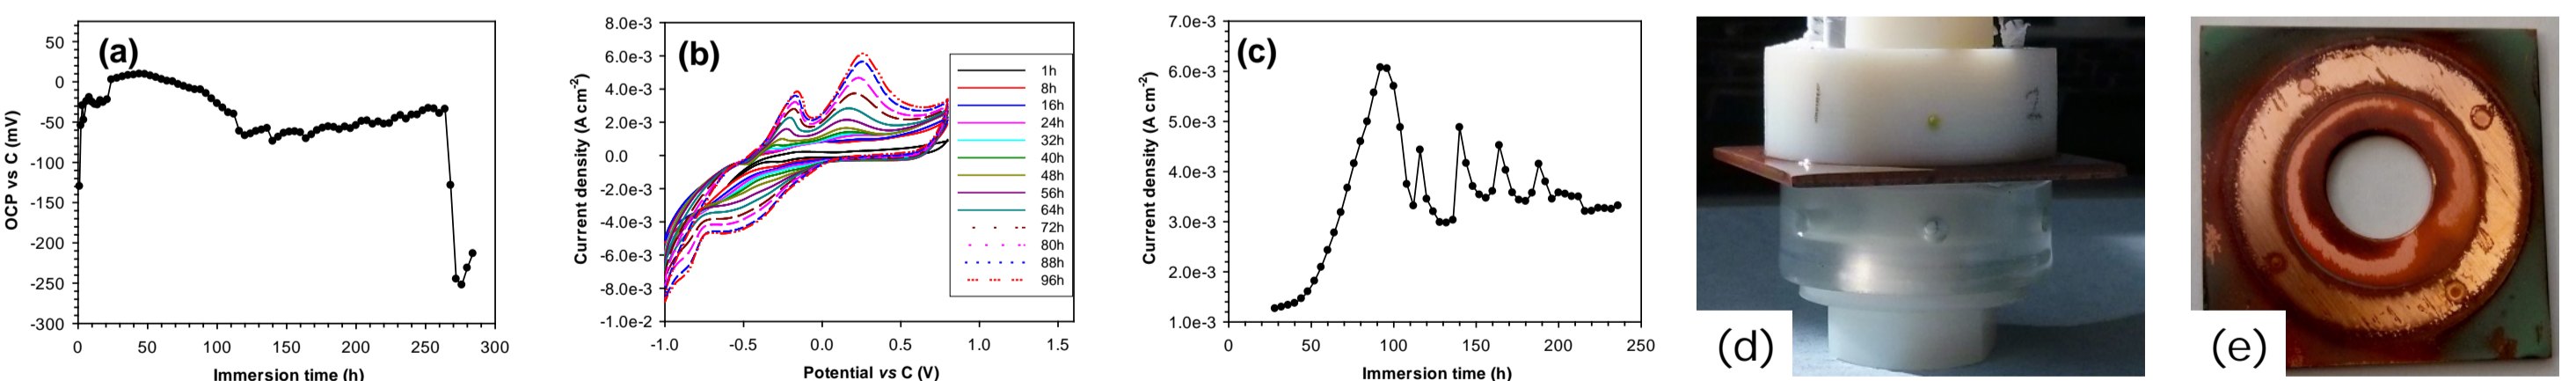 (a)
50
0
-50
-100
-150
-200
-250
-300
OCP vs C (mV)
0 50 100 150 200 250 300
Immersion time (h)
(b)
8.0e-3
6.0e-3
4.0e-3
2.0e-3
0.0
-2.0e-3
-4.0e-3
-6.0e-3
-8.0e-3
-1.0e-2
Current density (A cm-2)
-1.0 -0.5 0.0 0.5 1.0 1.5
Potential vs C (V)
1h
8h
16h
24h
32h
40h
48h
56h
64h
72h
80h
88h
96h
(c)
7.0e-3
6.0e-3
5.0e-3
4.0e-3
3.0e-3
2.0e-3
1.0e-3
Current density (A cm-2)
0 50 100 150 200 250
Immersion time (h)
(d)
(e)